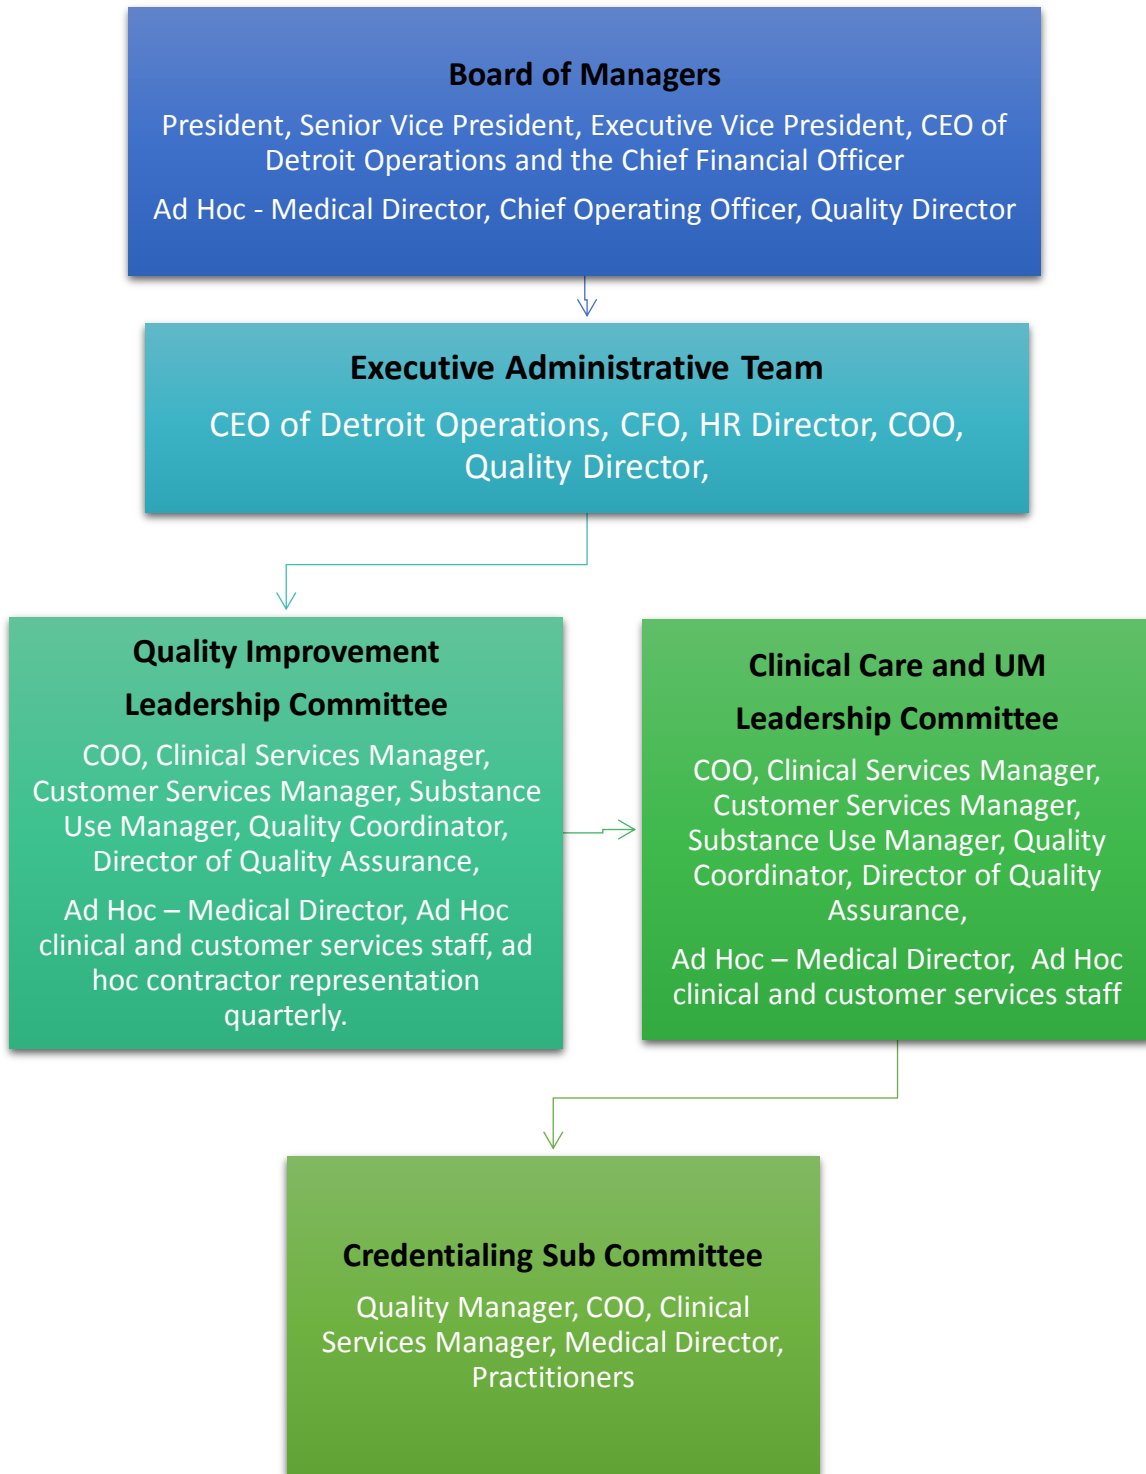 Board of Managers
President, Senior Vice President, Executive Vice President, CEO of
Detroit Operations and the Chief Financial Officer
Ad Hoc - Medical Director, Chief Operating Officer, Quality Director
Executive Administrative Team
CEO of Detroit Operations, CFO, HR Director, COO,
Quality Director,
Quality Improvement
Leadership Committee
COO, Clinical Services Manager,
Customer Services Manager, Substance
Use Manager, Quality Coordinator,
Director of Quality Assurance,
Ad Hoc – Medical Director, Ad Hoc
clinical and customer services staff, ad
hoc contractor representation
quarterly.
Clinical Care and UM
Leadership Committee
COO, Clinical Services Manager,
Customer Services Manager,
Substance Use Manager, Quality
Coordinator, Director of Quality
Assurance,
Ad Hoc – Medical Director,  Ad Hoc
clinical and customer services staff
Credentialing Sub Committee
Quality Manager, COO, Clinical
Services Manager, Medical Director,
Practitioners